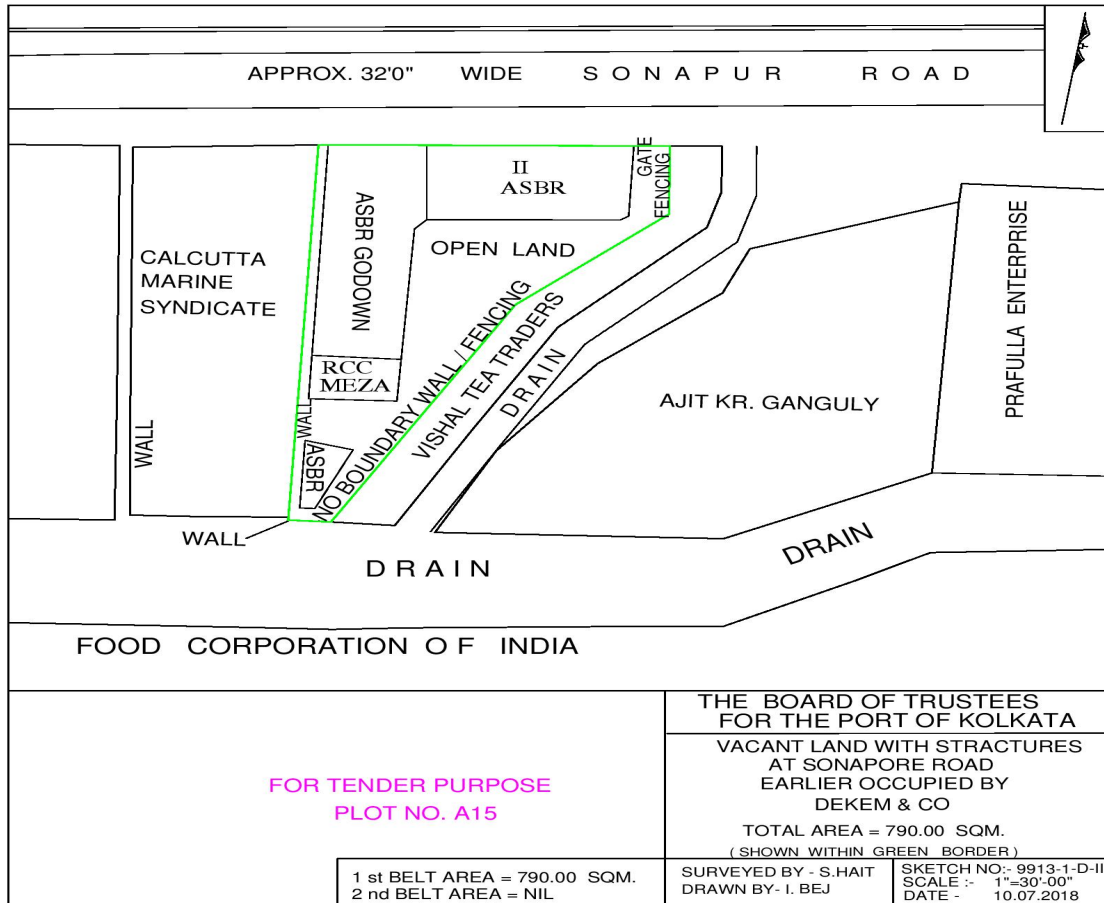 APPROX. 32'0" WIDE SONAPUR ROAD
GATE
FENCING
II
ASBR
ASBR GODOWN
OPEN LAND
CALCUTTA
MARINE
SYNDICATE
PRAFULLA ENTERPRISE
NO BOUNDARY WALL / FENCING
VISHAL TEA TRADERS
DRAIN
RCC
MEZA
AJIT KR. GANGULY
WALL
WALL
ASBR
WALL
DRAIN
DRAIN
FOOD CORPORATION OF INDIA
FOR TENDER PURPOSE
PLOT NO. A15
THE BOARD OF TRUSTEES
FOR THE PORT OF KOLKATA
VACANT LAND WITH STRACTURES
AT SONAPORE ROAD
EARLIER OCCUPIED BY
DEKEM & CO
TOTAL AREA = 790.00 SQM.
( SHOWN WITHIN GREEN BORDER )
1 st BELT AREA = 790.00 SQM.
2 nd BELT AREA = NIL
SURVEYED BY - S.HAIT
DRAWN BY- I. BEJ
SKETCH NO:- 9913-1-D-II
SCALE :- 1"=30'-00"
DATE - 10.07.2018